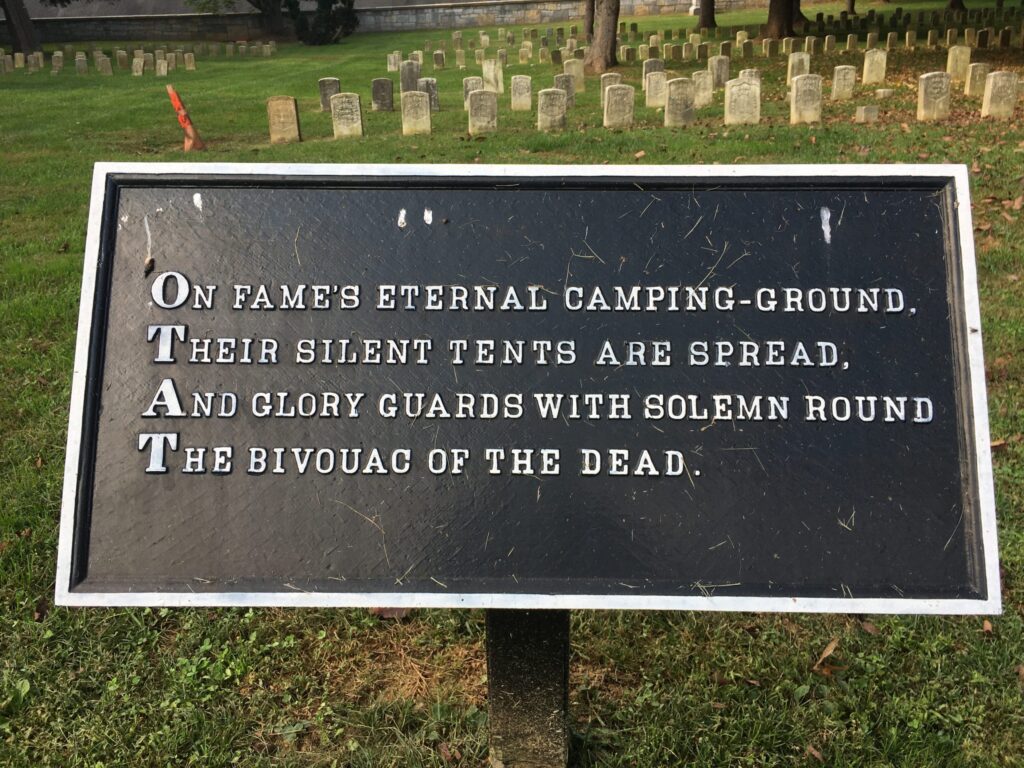 ON FAME'S ETERNAL CAMPING-GROUND,
THEIR SILENT TENTS ARE SPREAD,
AND GLORY GUARDS WITH SOLEMN ROUND
THE BIVOUAC OF THE DEAD.